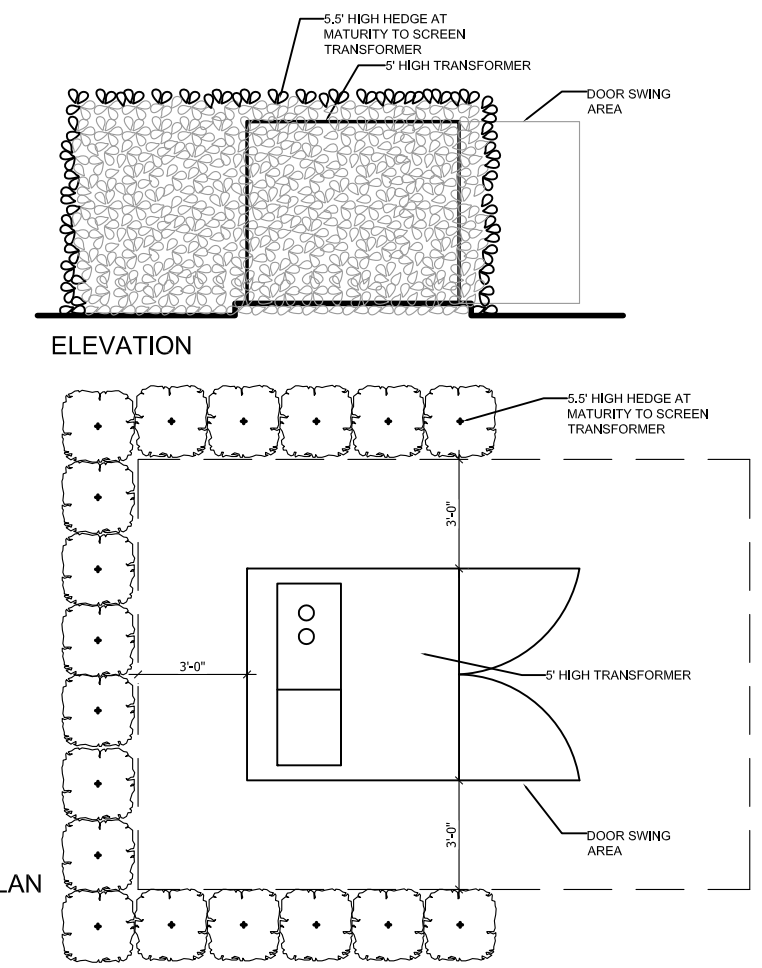 5.5' HIGH HEDGE AT
MATURITY TO SCREEN
TRANSFORMER
5' HIGH TRANSFORMER
DOOR SWING
AREA
ELEVATION
5.5' HIGH HEDGE AT
MATURITY TO SCREEN
TRANSFORMER
3'-0"
3'-0"
5' HIGH TRANSFORMER
3'-0"
DOOR SWING
AREA
LAN